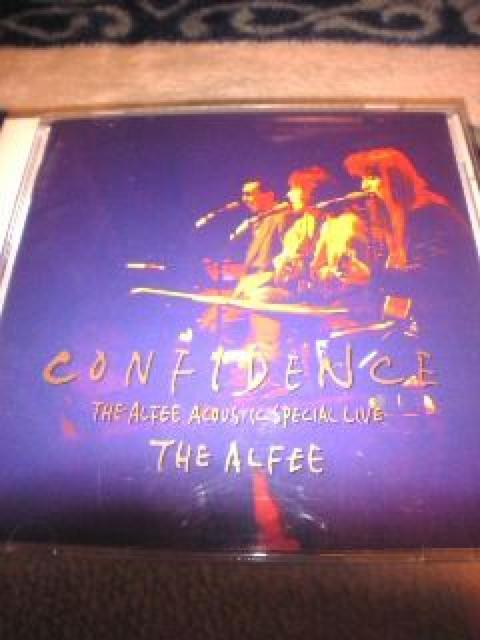 CONFIDENCE
THE ALFEE ACOUSTIC SPECIAL LIVE
THE ALFEE